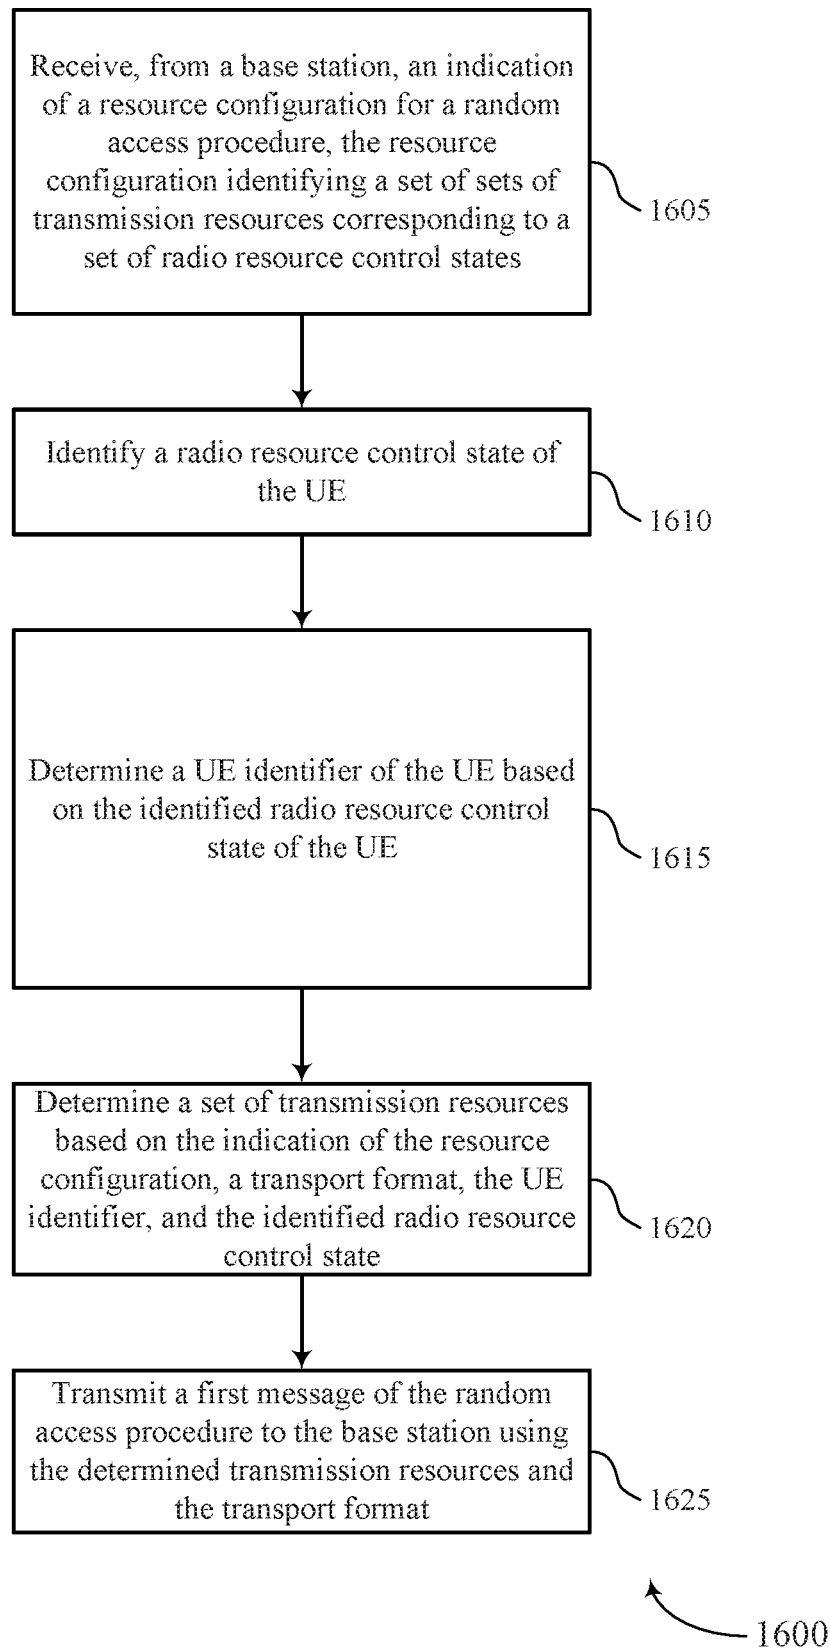 Receive, from a base station, an indication
of a resource configuration for a random
access procedure, the resource
configuration identifying a set of sets of
transmission resources corresponding to a
set of radio resource control states
1605
Identify a radio resource control state of
the UE
1610
Determine a UE identifier of the UE based
on the identified radio resource control
state of the UE
1615
Determine a set of transmission resources
based on the indication of the resource
configuration, a transport format, the UE
identifier, and the identified radio resource
control state
1620
Transmit a first message of the random
access procedure to the base station using
the determined transmission resources and
the transport format
1625
1600